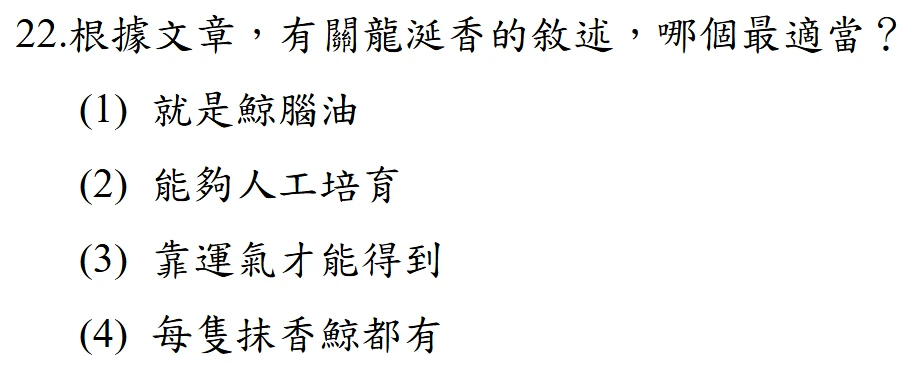 22.根據文章，有關龍涎香的敘述，哪個最適當？
(1) 就是鯨腦油
(2) 能夠人工培育
(3) 靠運氣才能得到
(4) 每隻抹香鯨都有